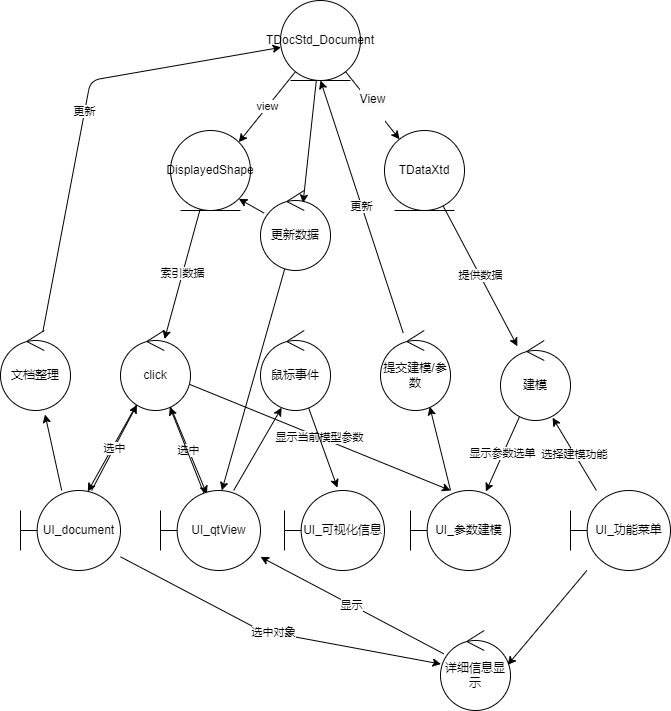 TDocStd_Document
更新
view
View
DisplayedShape
TDataXtd
更新数据
更新
索引数据
提供数据
文档整理
click
鼠标事件
提交建模/参
数
建模
选中
选中
显示当前模型参数
显示参数选单
选择建模功能
UI_document
UI_qtView
UI_可视化信息
UI_参数建模
UI_功能菜单
显示
选中对象
详细信息显
示